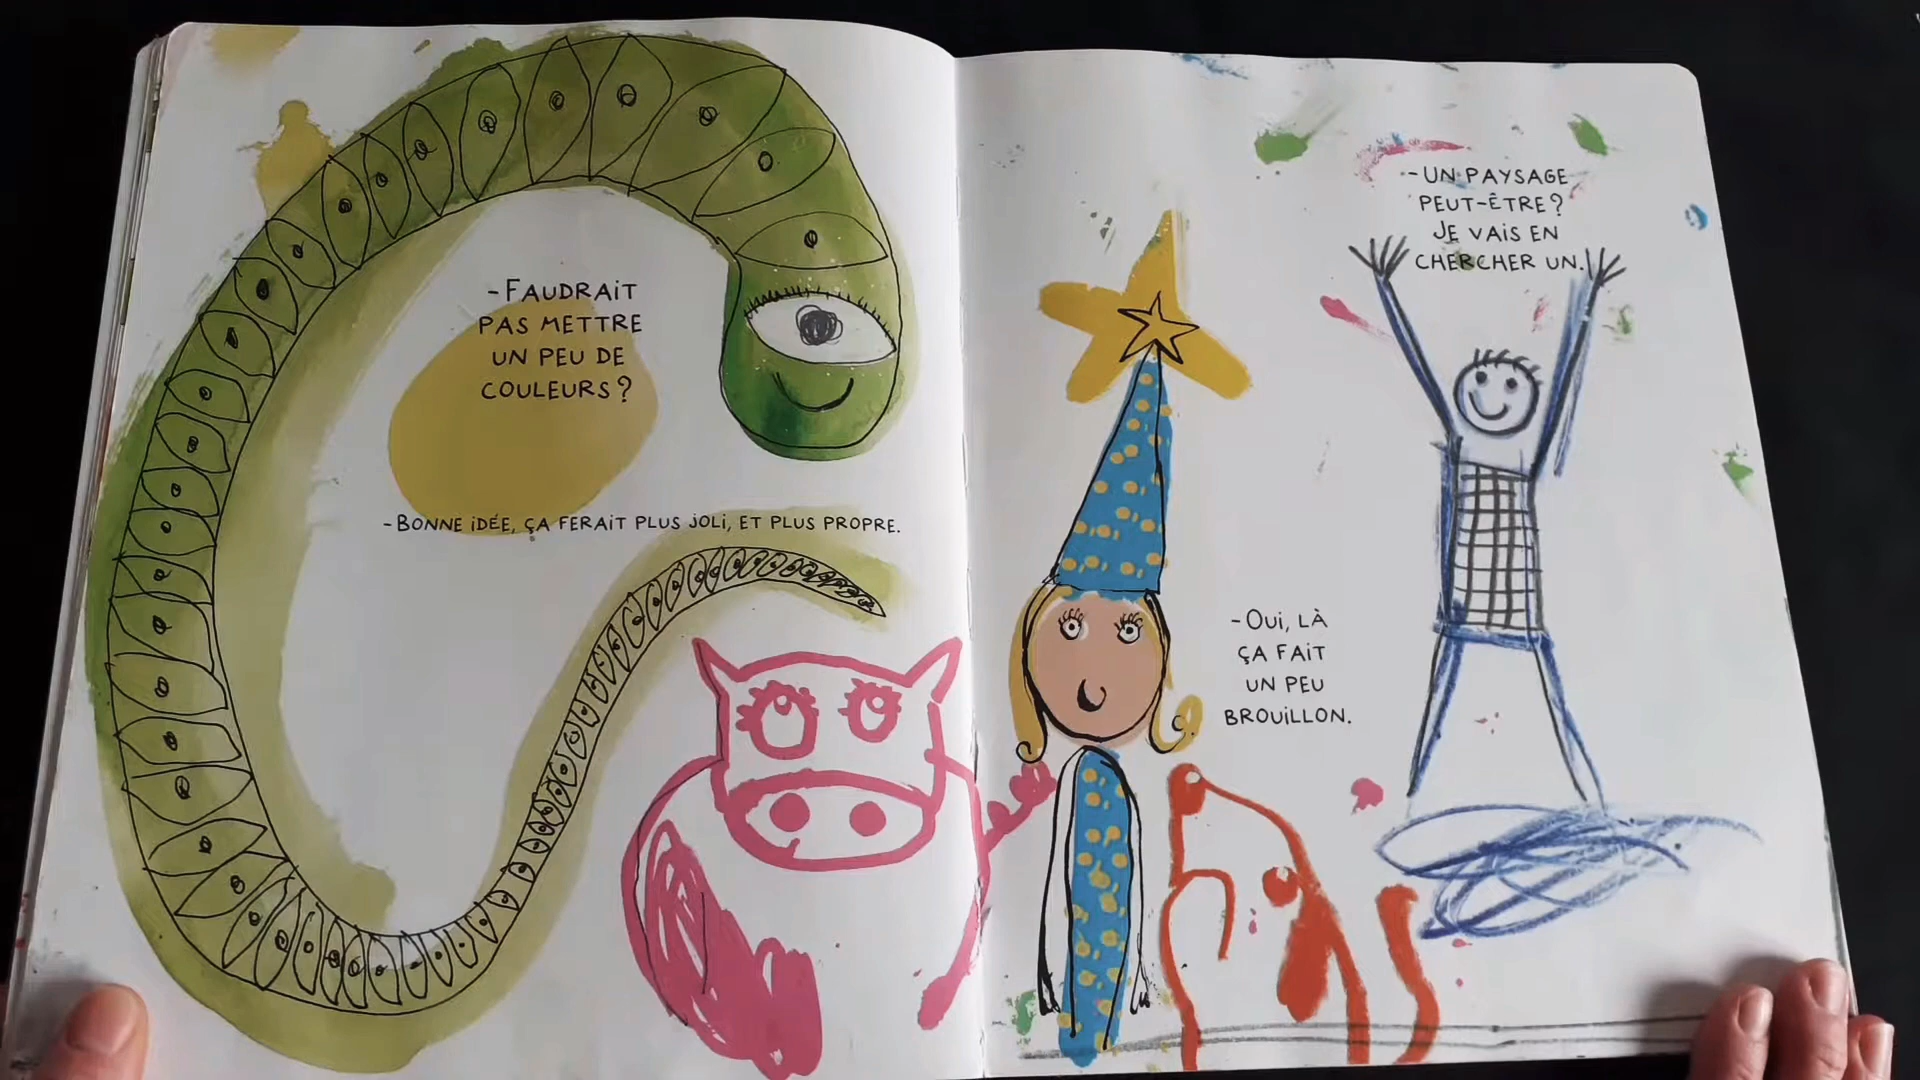 - FAUDRAIT
PAS METTRE
UN PEU DE
COULEURS ?
- BONNE IDÉE, ÇA FERAIT PLUS JOLI, ET PLUS PROPRE.
- UN PAYSAGE
PEUT-ÊTRE ?
JE VAIS EN
CHERCHER UN.
- OUI, LÀ
ÇA FAIT
UN PEU
BROUILLON.